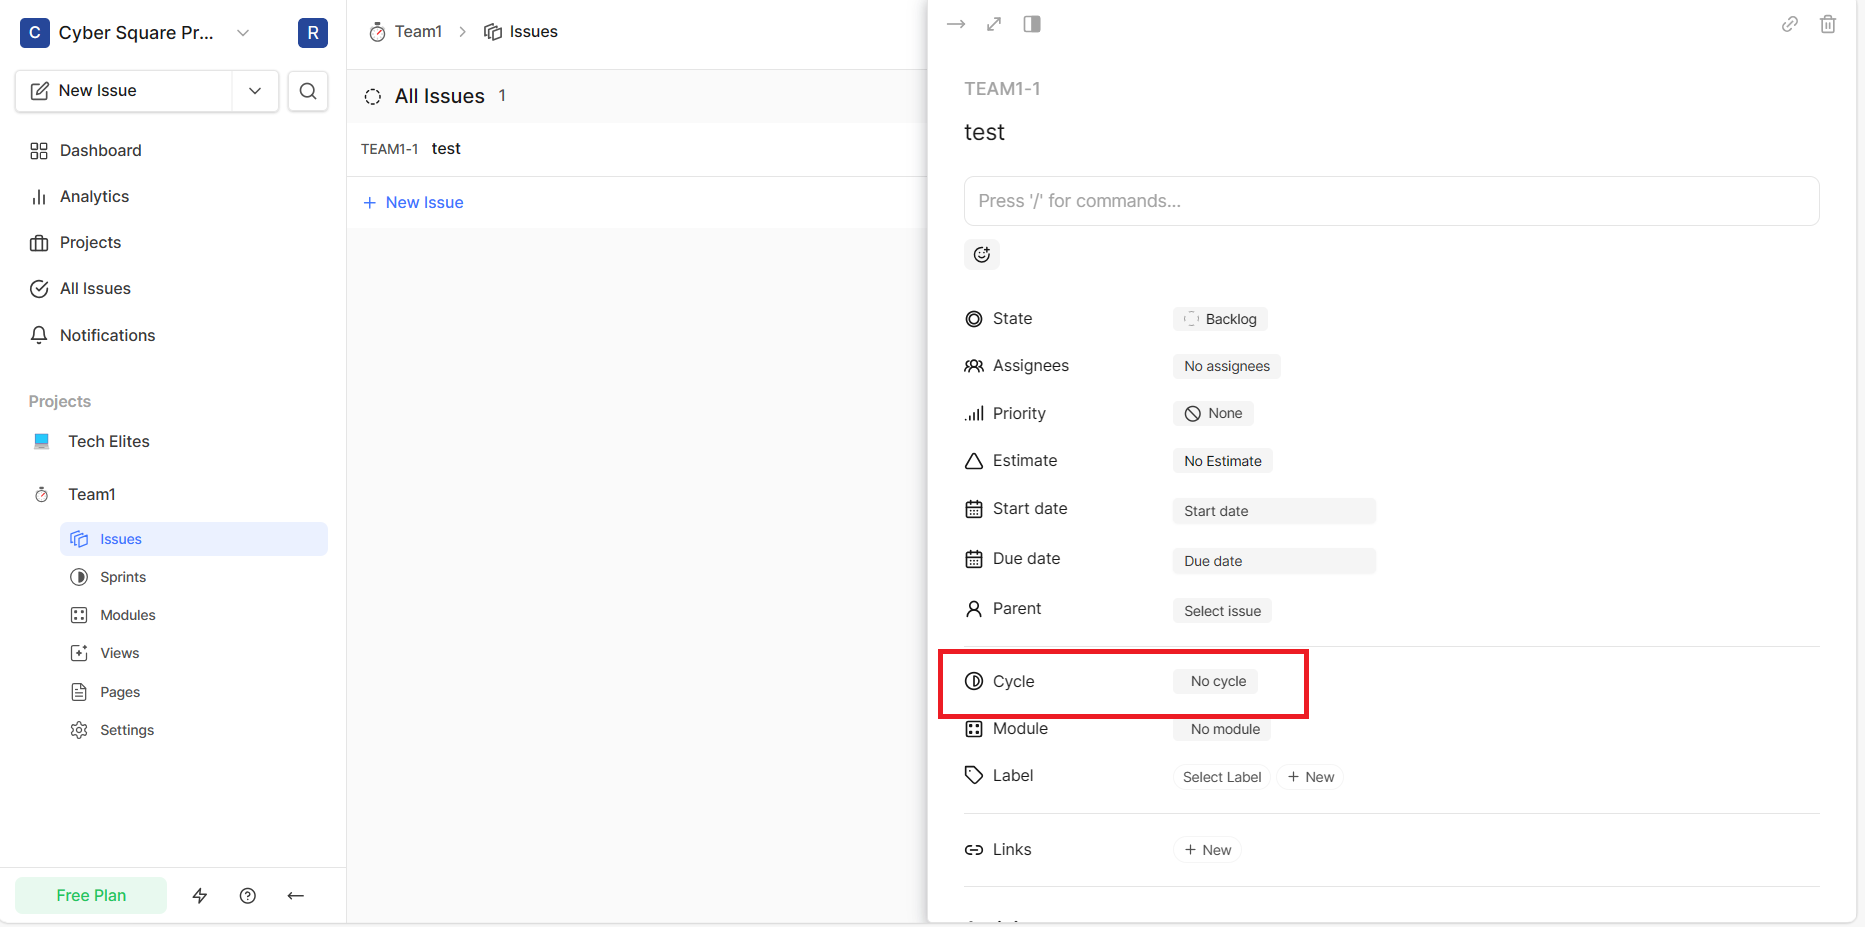 C Cyber Square Pr... R
New Issue
Dashboard
Analytics
Projects
All Issues
Notifications
Projects
Tech Elites
Team1
Issues
Sprints
Modules
Views
Pages
Settings
Free Plan
Team1 > Issues
All Issues 1
TEAM1-1 test
+ New Issue
TEAM1-1
test
Press '/' for commands...
State Backlog
Assignees No assignees
Priority None
Estimate No Estimate
Start date Start date
Due date Due date
Parent Select issue
Cycle No cycle
Module No module
Label Select Label + New
Links + New